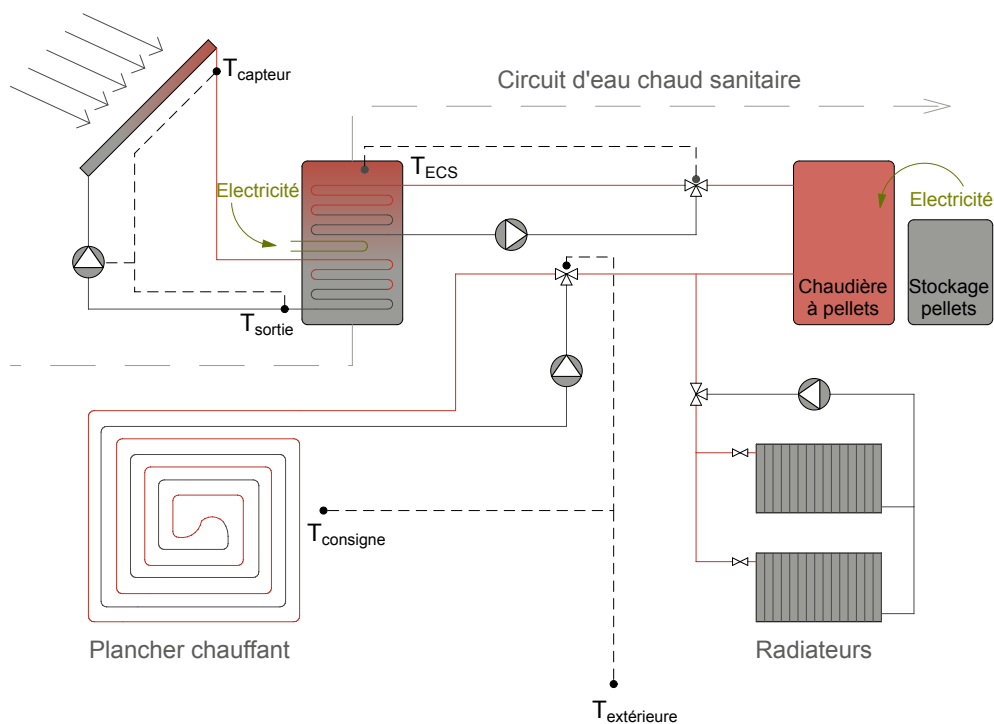 Circuit d'eau chaud sanitaire
Tcapteur
TECS
Electricité
Electricité
Chaudière
à pellets
Stockage
pellets
Tsortie
Tconsigne
Plancher chauffant
Radiateurs
Textérieure